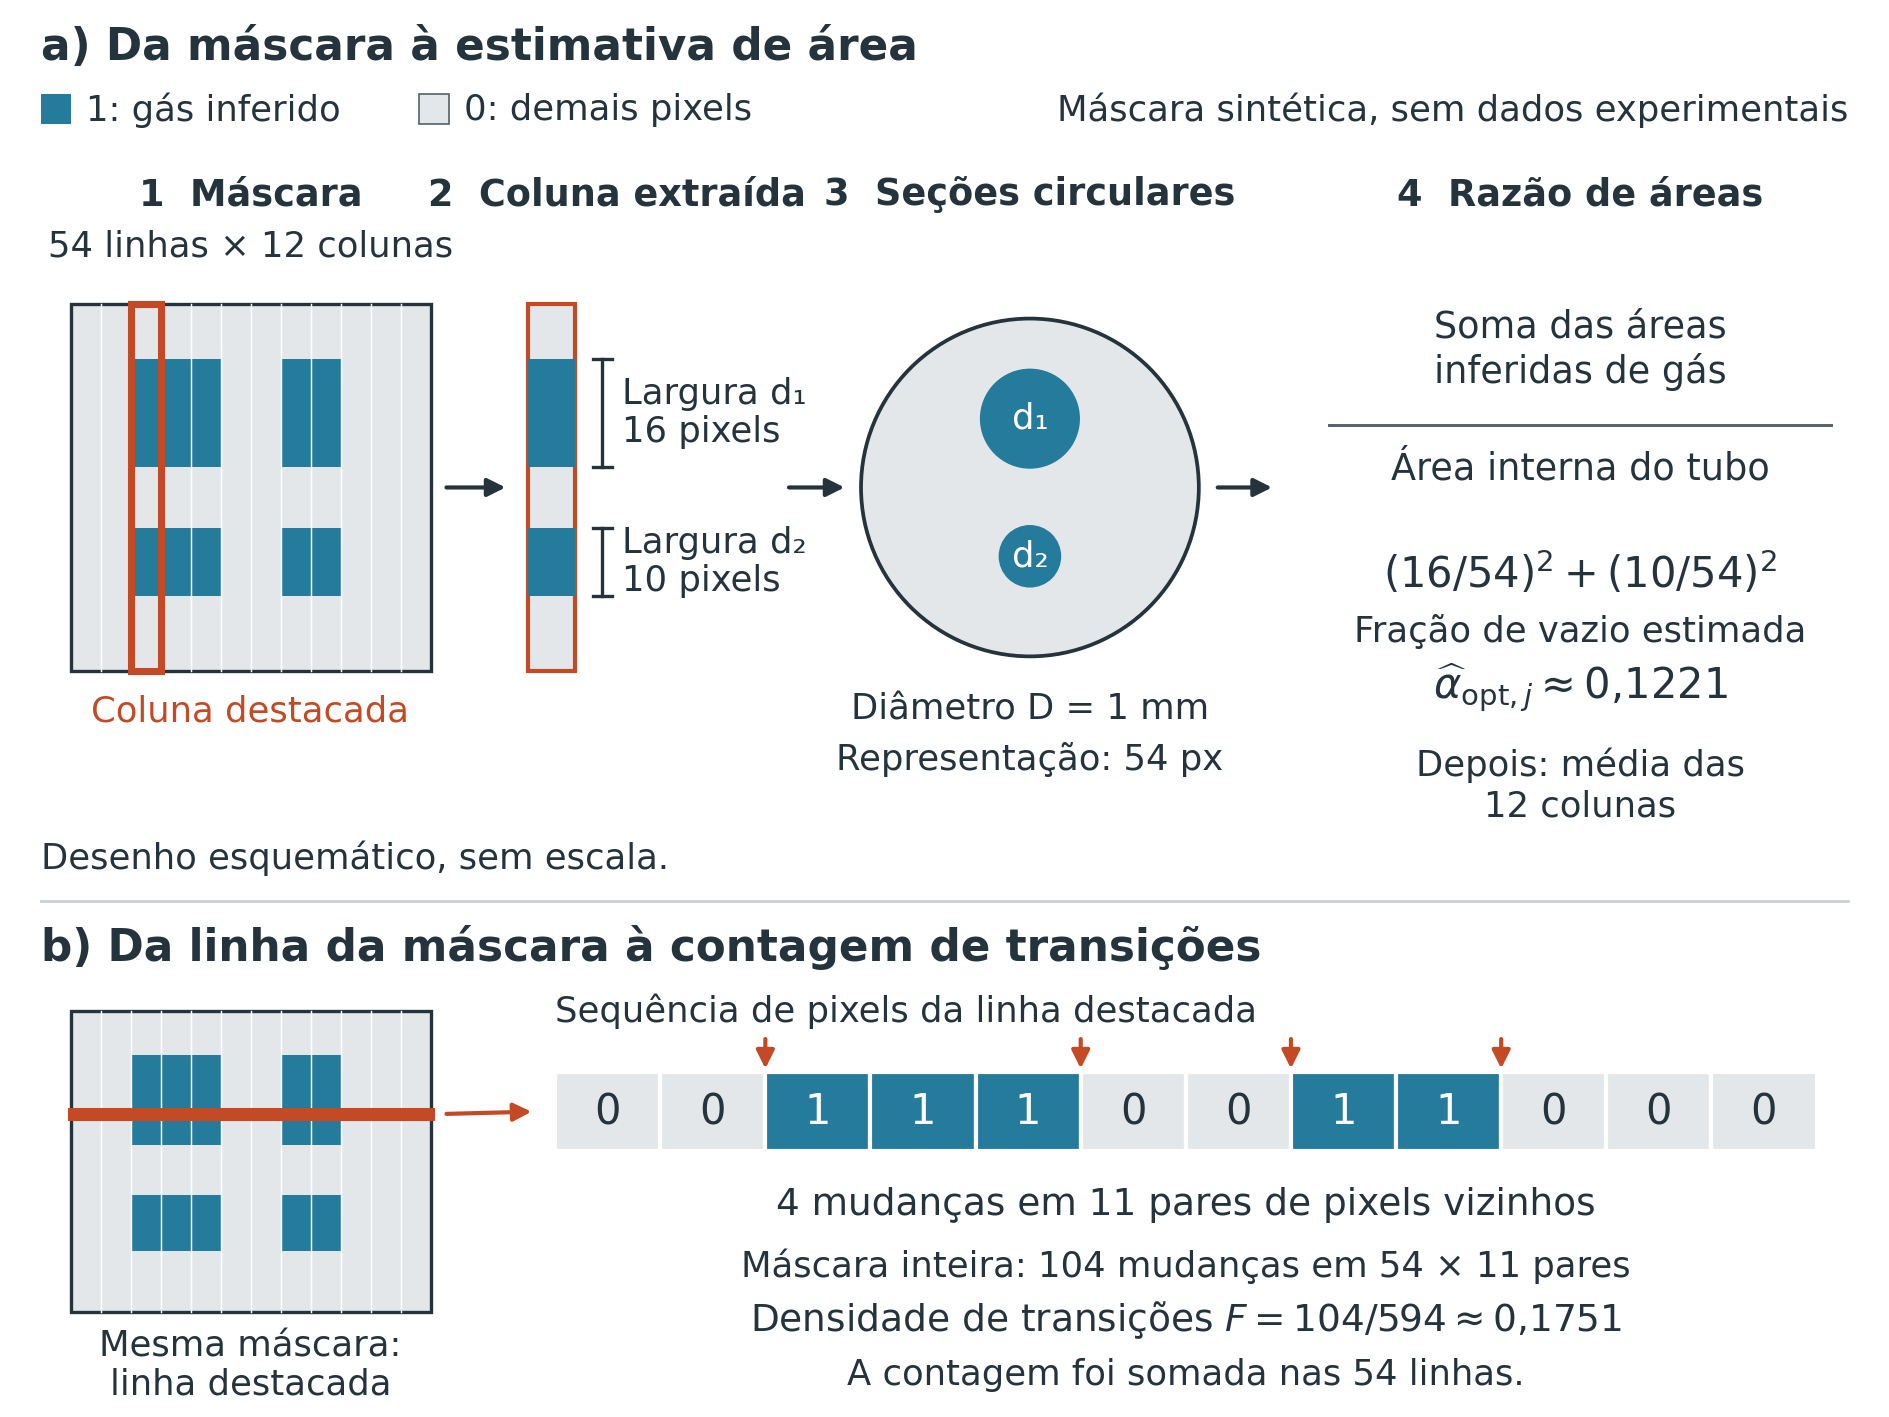 a) Da máscara à estimativa de área
1: gás inferido
0: demais pixels
Máscara sintética, sem dados experimentais
1 Máscara
2 Coluna extraída
3 Seções circulares
4 Razão de áreas
54 linhas × 12 colunas
Coluna destacada
Largura d₁
16 pixels
Largura d₂
10 pixels
d₁
d₂
Diâmetro D = 1 mm
Representação: 54 px
Soma das áreas
inferidas de gás
Área interna do tubo
(16/54)² + (10/54)²
Fração de vazio estimada
α̂opt, j ≈ 0,1221
Depois: média das
12 colunas
Desenho esquemático, sem escala.
b) Da linha da máscara à contagem de transições
Sequência de pixels da linha destacada
0 0 1 1 1 0 0 1 1 0 0 0
4 mudanças em 11 pares de pixels vizinhos
Máscara inteira: 104 mudanças em 54 × 11 pares
Densidade de transições F = 104/594 ≈ 0,1751
A contagem foi somada nas 54 linhas.
Mesma máscara:
linha destacada